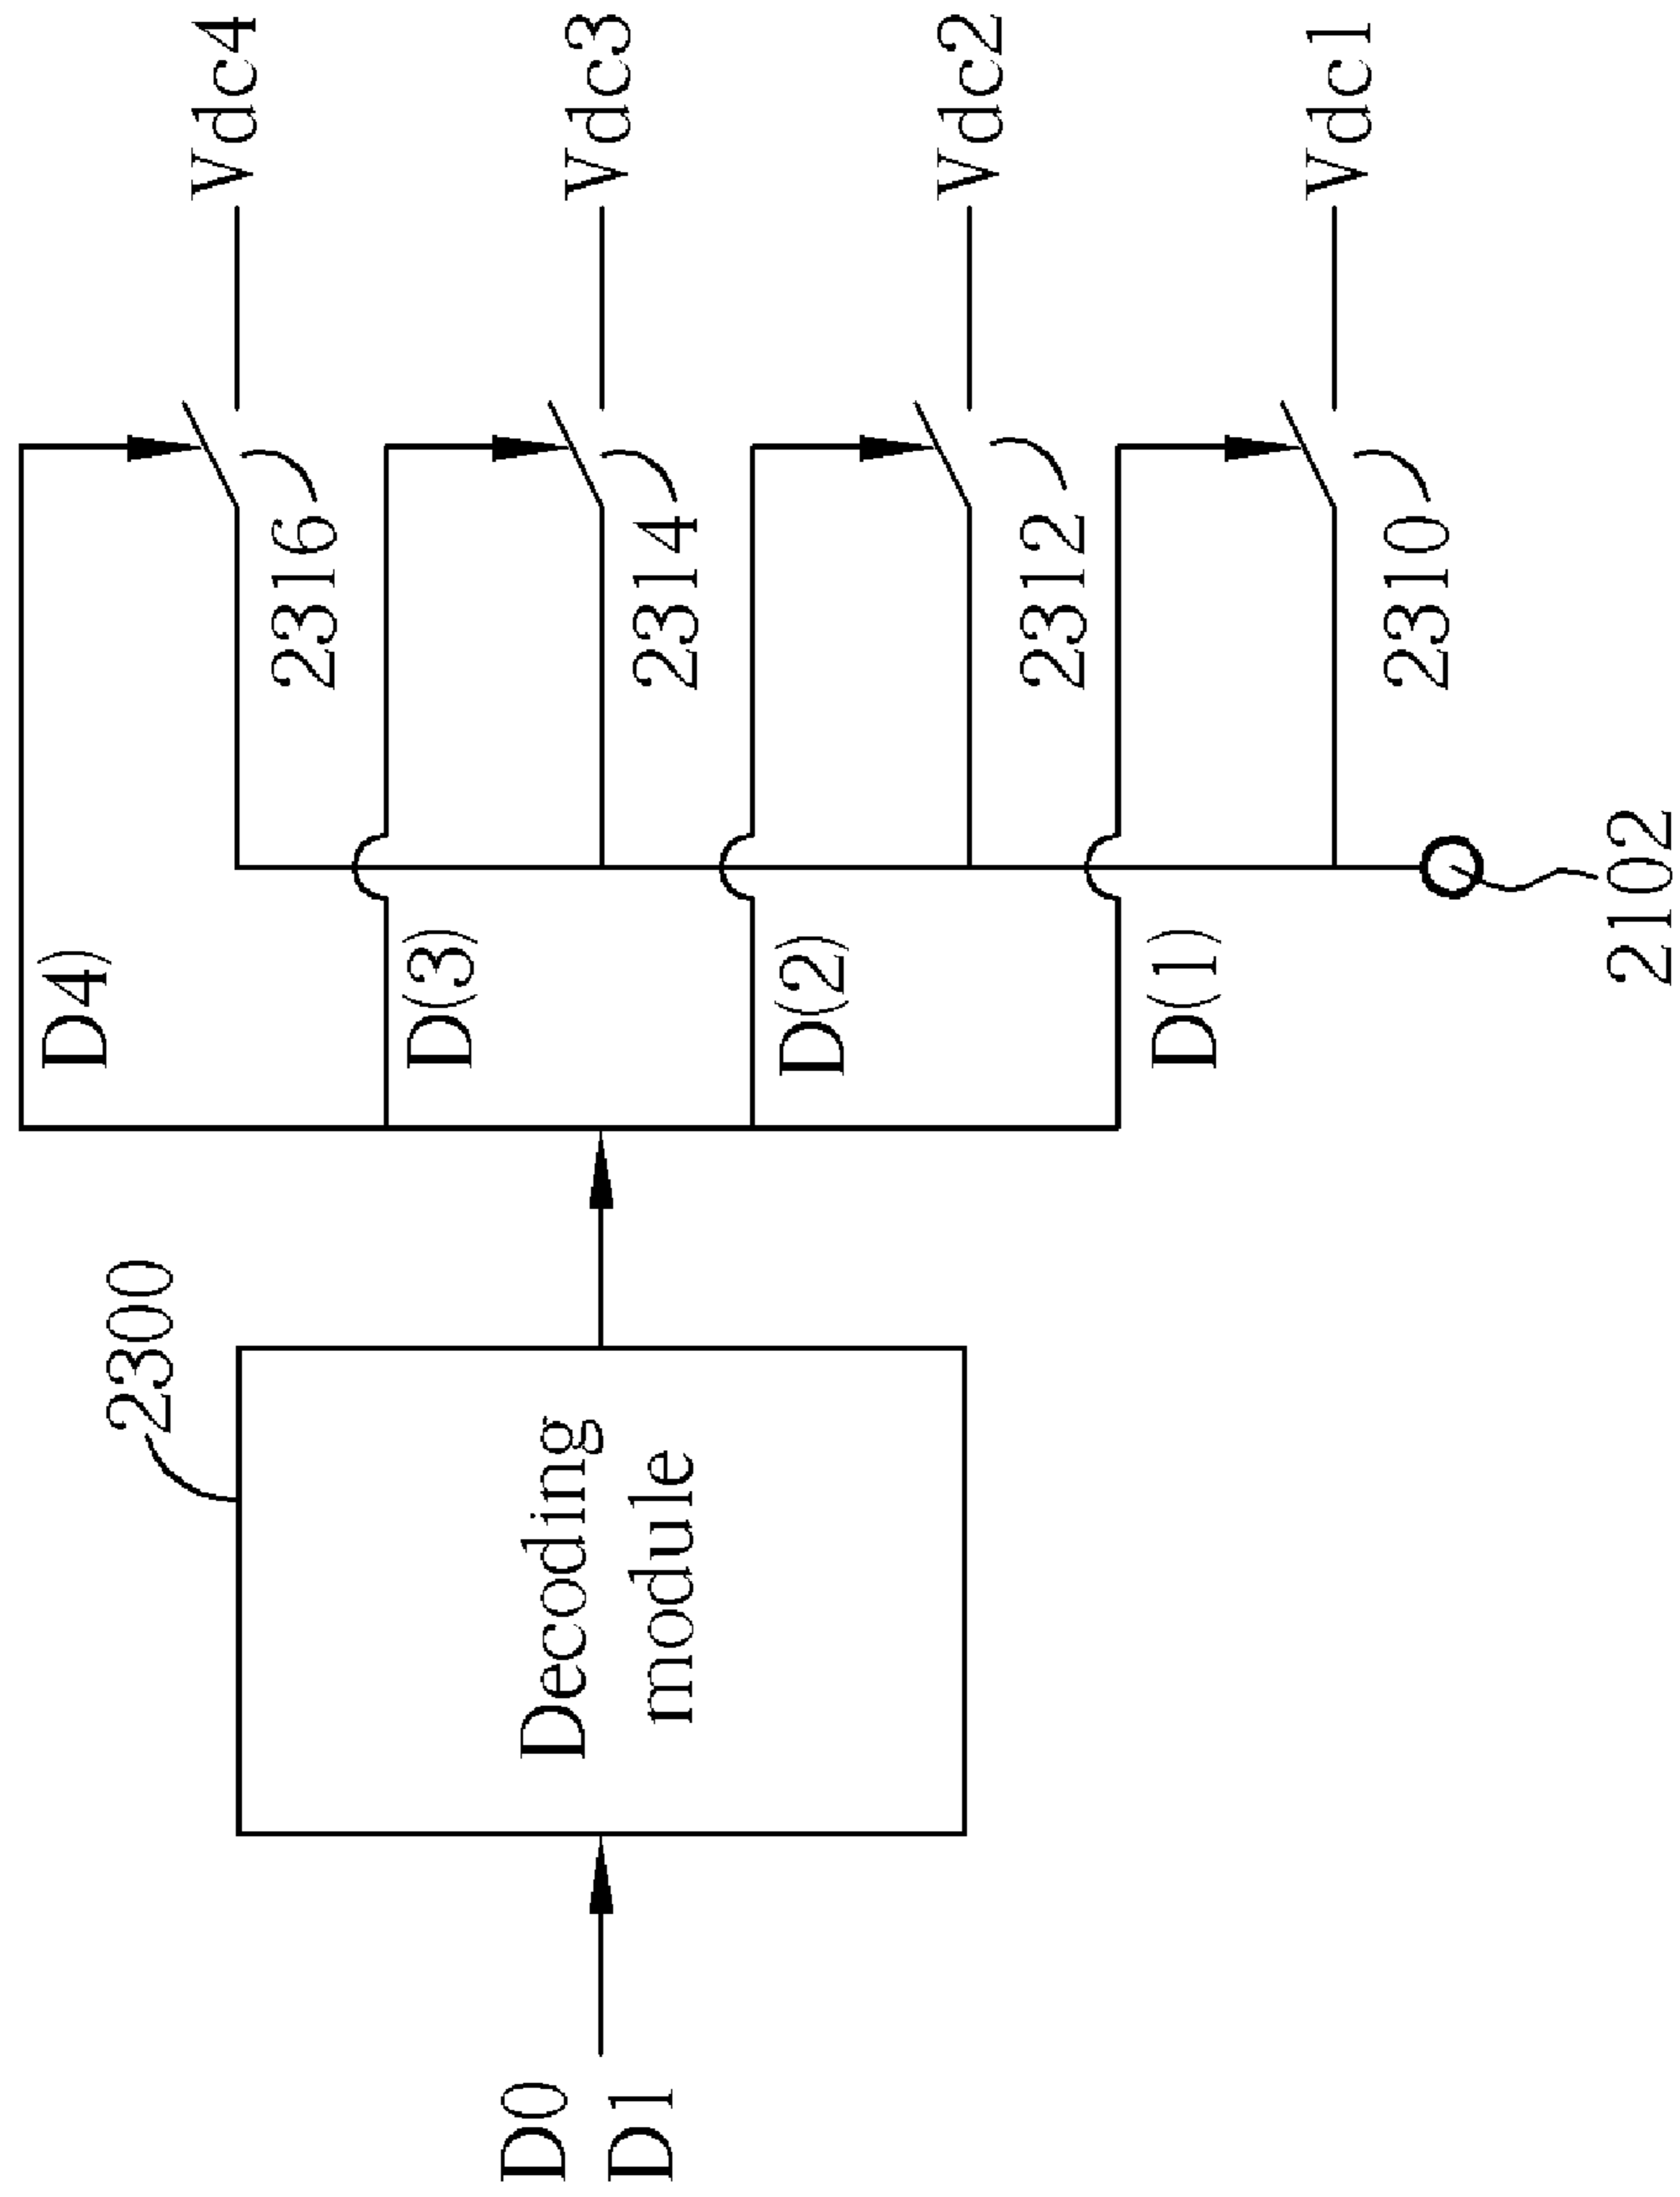 D0
D1
Decoding
module
2300
D4)
D(3)
D(2)
D(1)
2316
2314
2312
2310
2102
Vdc4
Vdc3
Vdc2
Vdc1